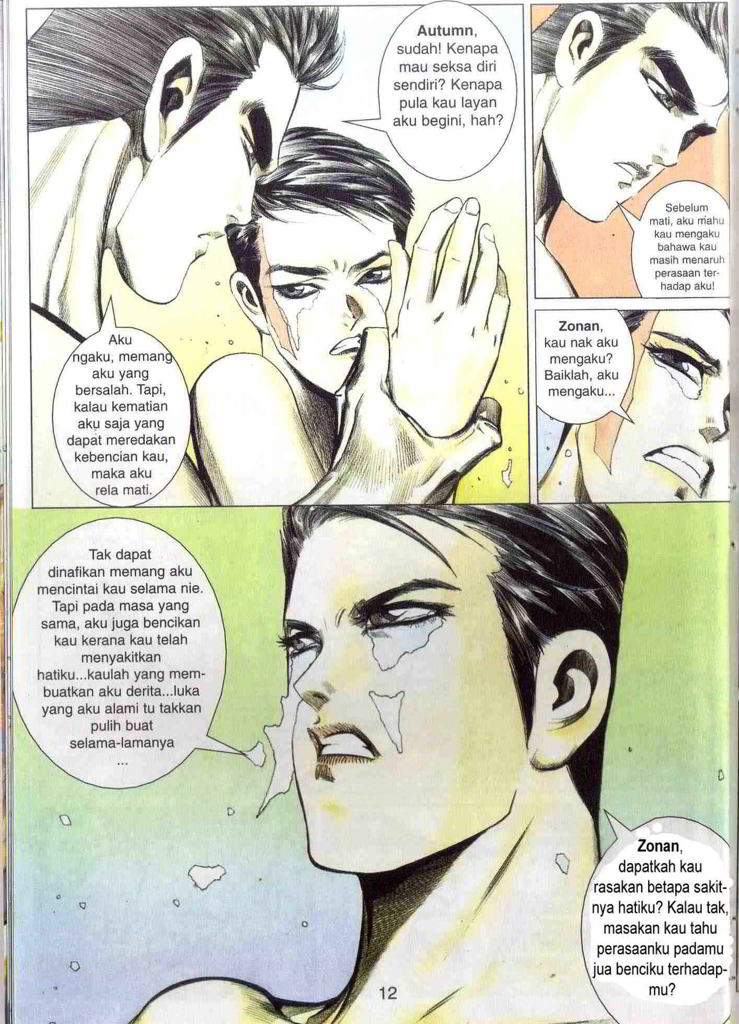 Autumn,
sudah! Kenapa
mau seksa diri
sendiri? Kenapa
pula kau layan
aku begini, hah?
Aku
ngaku, memang
aku yang
bersalah. Tapi,
kalau kematian
aku saja yang
dapat meredakan
kebencian kau,
maka aku
rela mati.
Sebelum
mati, aku mahu
kau mengaku
bahawa kau
masih menaruh
perasaan ter-
hadap aku!
Zonan,
kau nak aku
mengaku?
Baiklah, aku
mengaku...
Tak dapat
dinafikan memang aku
mencintai kau selama nie.
Tapi pada masa yang
sama, aku juga bencikan
kau kerana kau telah
menyakitkan
hatiku...kaulah yang mem-
buatkan aku derita...luka
yang aku alami tu takkan
pulih buat
selama-lamanya
...
Zonan,
dapatkah kau
rasakan betapa sakit-
nya hatiku? Kalau tak,
masakan kau tahu
perasaanku padamu
jua benciku terhadap-
mu?
12